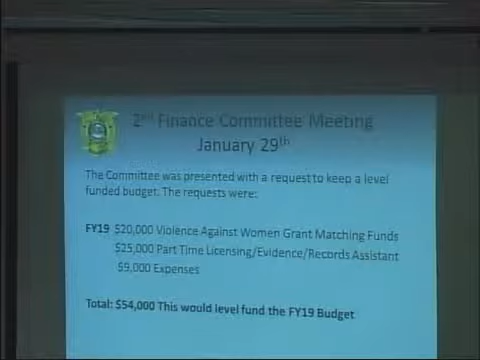 2nd Finance Committee Meeting
January 29th
The Committee was presented with a request to keep a level
funded budget. The requests were:
FY19 $20,000 Violence Against Women Grant Matching Funds
$25,000 Part Time Licensing/Evidence/Records Assistant
$9,000 Expenses
Total: $54,000 This would level fund the FY19 Budget